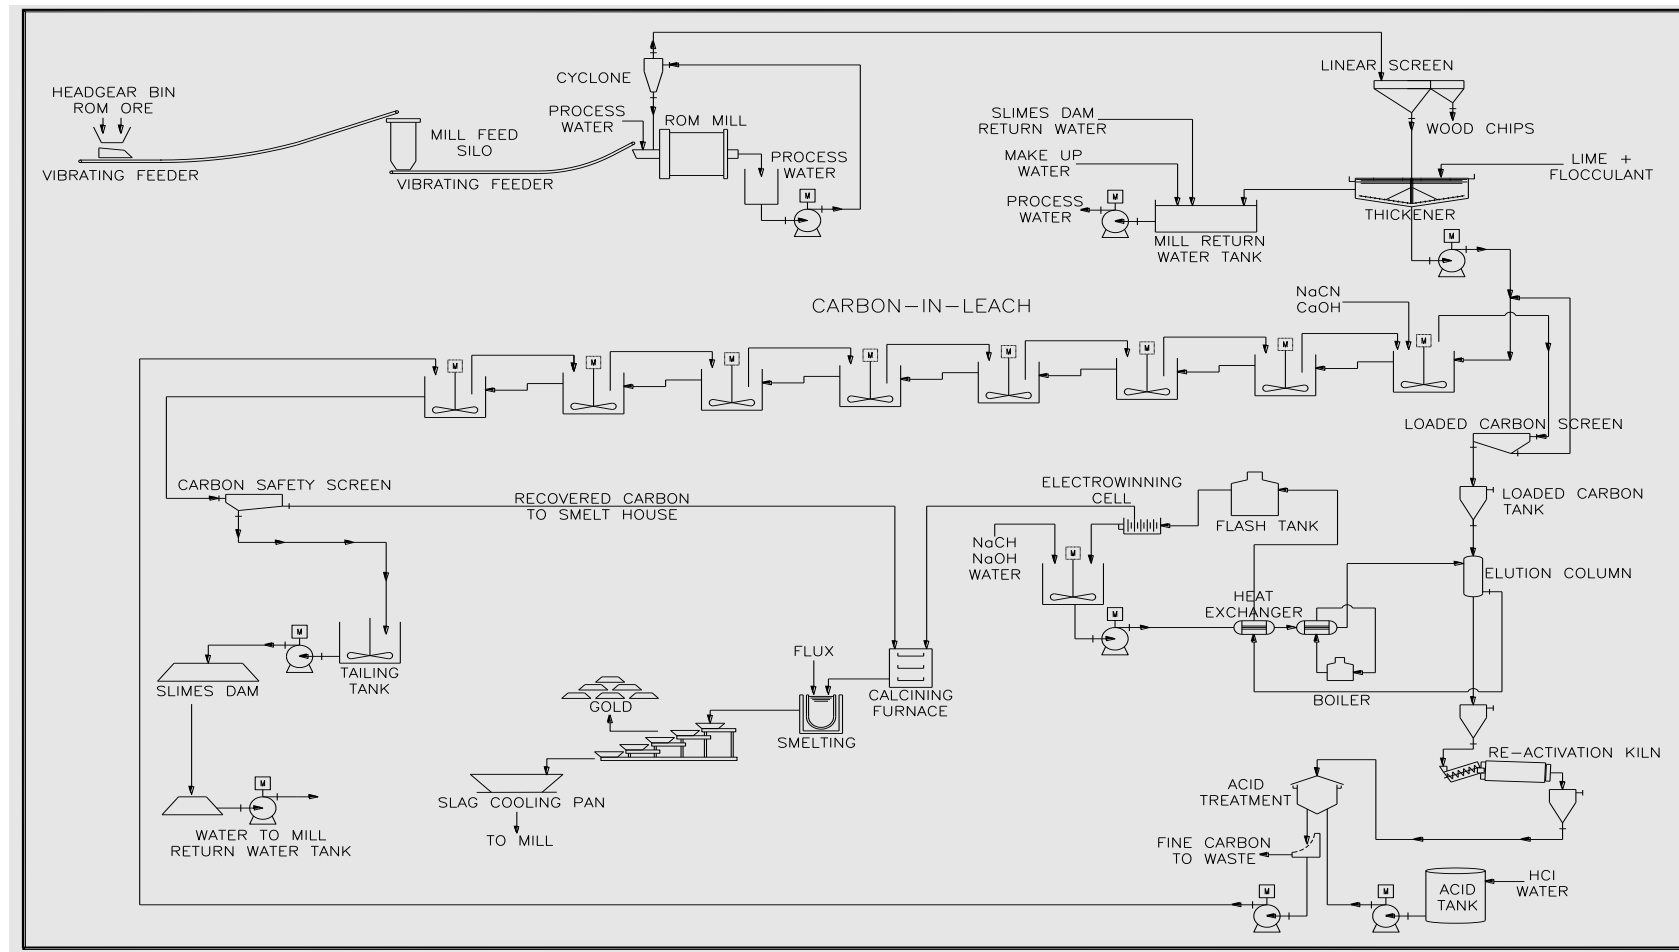 HEADGEAR BIN
ROM ORE
VIBRATING FEEDER
MILL FEED
SILO
VIBRATING FEEDER
CYCLONE
PROCESS
WATER
ROM MILL
PROCESS
WATER
M
SLIMES DAM
RETURN WATER
MAKE UP
WATER
PROCESS
WATER
M
MILL RETURN
WATER TANK
LINEAR SCREEN
WOOD CHIPS
LIME +
FLOCCULANT
THICKENER
M
CARBON-IN-LEACH
NaCN
CaOH
M
M
M
M
M
M
M
M
LOADED CARBON SCREEN
CARBON SAFETY SCREEN
RECOVERED CARBON
TO SMELT HOUSE
ELECTROWINNING
CELL
FLASH TANK
LOADED CARBON
TANK
NaCH
NaOH
WATER
M
M
HEAT
EXCHANGER
ELUTION COLUMN
BOILER
M
TAILING
TANK
SLIMES DAM
FLUX
GOLD
SMELTING
CALCINING
FURNACE
SLAG COOLING PAN
TO MILL
M
WATER TO MILL
RETURN WATER TANK
RE-ACTIVATION KILN
ACID
TREATMENT
FINE CARBON
TO WASTE
M
M
ACID
TANK
HCl
WATER